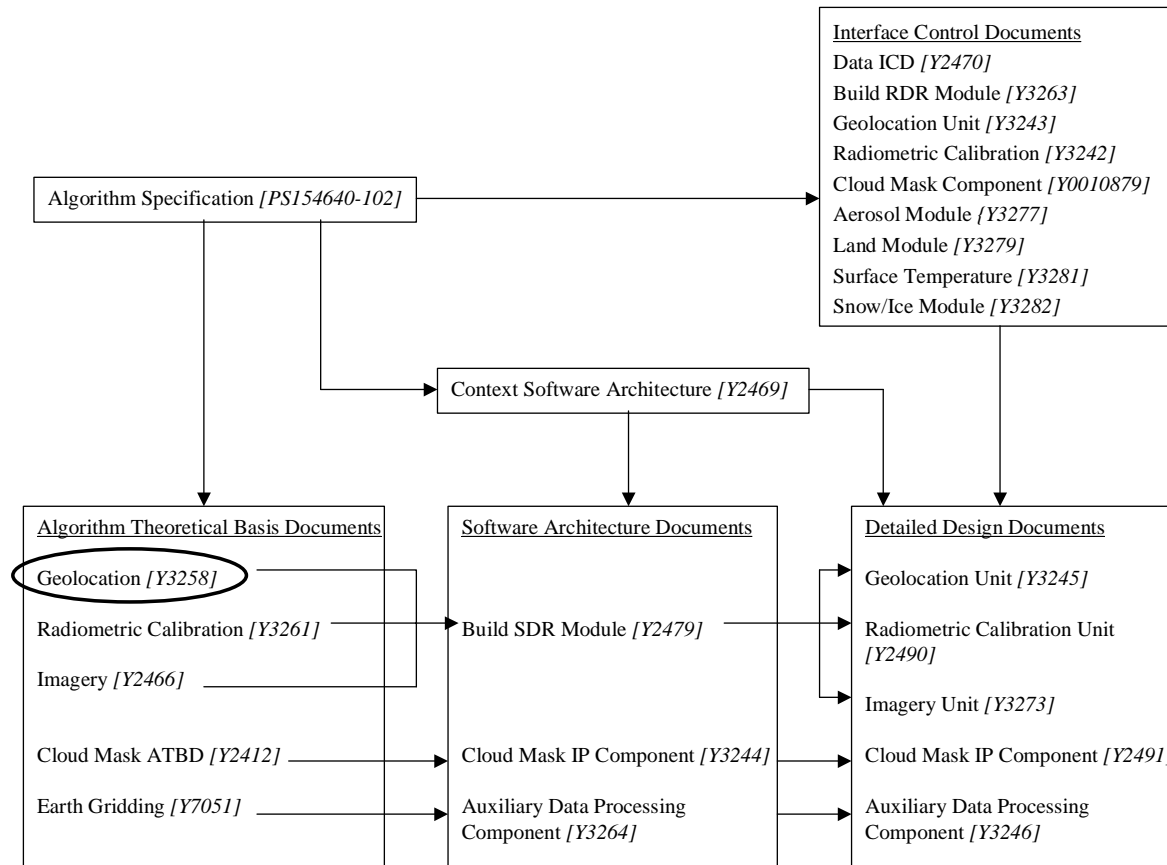 Interface Control Documents
Data ICD [Y2470]
Build RDR Module [Y3263]
Geolocation Unit [Y3243]
Radiometric Calibration [Y3242]
Cloud Mask Component [Y0010879]
Aerosol Module [Y3277]
Land Module [Y3279]
Surface Temperature [Y3281]
Snow/Ice Module [Y3282]
Algorithm Specification [PS154640-102]
Context Software Architecture [Y2469]
Algorithm Theoretical Basis Documents
Geolocation [Y3258]
Radiometric Calibration [Y3261]
Imagery [Y2466]
Cloud Mask ATBD [Y2412]
Earth Gridding [Y7051]
Software Architecture Documents
Build SDR Module [Y2479]
Cloud Mask IP Component [Y3244]
Auxiliary Data Processing
Component [Y3264]
Detailed Design Documents
Geolocation Unit [Y3245]
Radiometric Calibration Unit
[Y2490]
Imagery Unit [Y3273]
Cloud Mask IP Component [Y2491]
Auxiliary Data Processing
Component [Y3246]